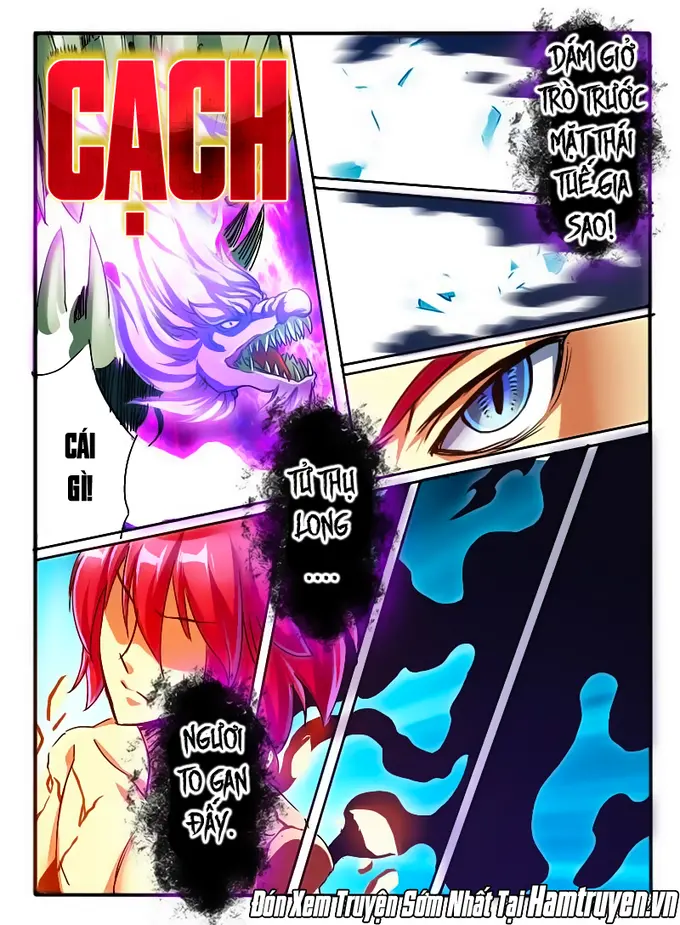 CẠCH
DÁM GIỞ
TRÒ TRƯỚC
MẶT THÁI
TUẾ GIA
SAO!
CÁI
GÌ!
TỬ THỤ
LONG
....
NGƯƠI
TO GAN
ĐẤY.
Đón Xem Truyện Sớm Nhất Tại Hamtruyen.vn